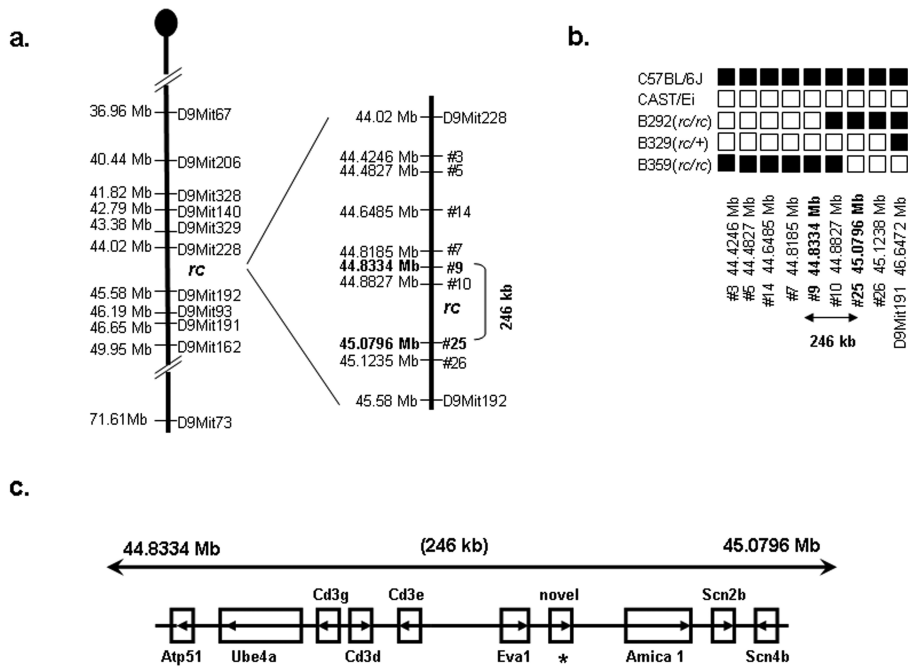 a.
36.96 Mb D9Mit67
40.44 Mb D9Mit206
41.82 Mb D9Mit328
42.79 Mb D9Mit140
43.38 Mb D9Mit329
44.02 Mb D9Mit228
rc
45.58 Mb D9Mit192
46.19 Mb D9Mit93
46.65 Mb D9Mit191
49.95 Mb D9Mit162
71.61Mb D9Mit73
44.02 Mb D9Mit228
44.4246 Mb #3
44.4827 Mb #5
44.6485 Mb #14
44.8185 Mb #7
44.8334 Mb #9
44.8827 Mb #10
rc
246 kb
45.0796 Mb #25
45.1235 Mb #26
45.58 Mb D9Mit192
b.
C57BL/6J
CAST/Ei
B292(rc/rc)
B329(rc/+)
B359(rc/rc)
#3 44.4246 Mb
#5 44.4827 Mb
#14 44.6485 Mb
#7 44.8185 Mb
#9 44.8334 Mb
#10 44.8827 Mb
#25 45.0796 Mb
#26 45.1238 Mb
D9Mit191 46.6472 Mb
246 kb
c.
44.8334 Mb (246 kb) 45.0796 Mb
Cd3g Cd3e novel Scn2b
Atp51 Ube4a Cd3d Eva1 * Amica 1 Scn4b